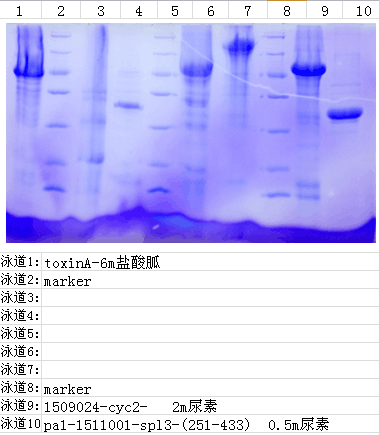 1 2 3 4 5 6 7 8 9 10
泳道1: toxinA-6m盐酸胍
泳道2: marker
泳道3:
泳道4:
泳道5:
泳道6:
泳道7:
泳道8: marker
泳道9: 1509024-cyc2- 2m尿素
泳道10 pa1-1511001-spl3-(251-433) 0.5m尿素